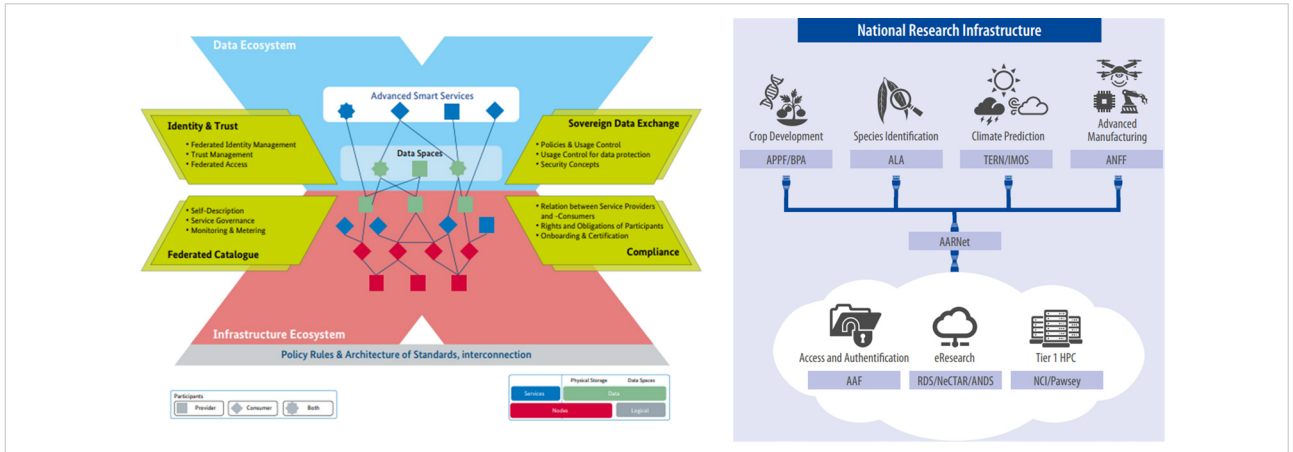 Data Ecosystem
Advanced Smart Services
Identity & Trust
• Federated Identity Management
• Trust Management
• Federated Access
Data Spaces
Sovereign Data Exchange
• Policies & Usage Control
• Usage Control for data protection
• Security Concepts
• Self-Description
• Service Governance
• Monitoring & Metering
Federated Catalogue
• Relation between Service Providers
and -Consumers
• Rights and Obligations of Participants
• Onboarding & Certification
Compliance
Infrastructure Ecosystem
Policy Rules & Architecture of Standards, interconnection
Participants
Provider
Consumer
Both
Physical Storage
Data Spaces
Services
Data
Nodes
Logical
National Research Infrastructure
Crop Development
Species Identification
Climate Prediction
Advanced
Manufacturing
APPF/BPA
ALA
TERN/IMOS
ANFF
AARNet
Access and Authentification
eResearch
Tier 1 HPC
AAF
RDS/NeCTAR/ANDS
NCI/Pawsey